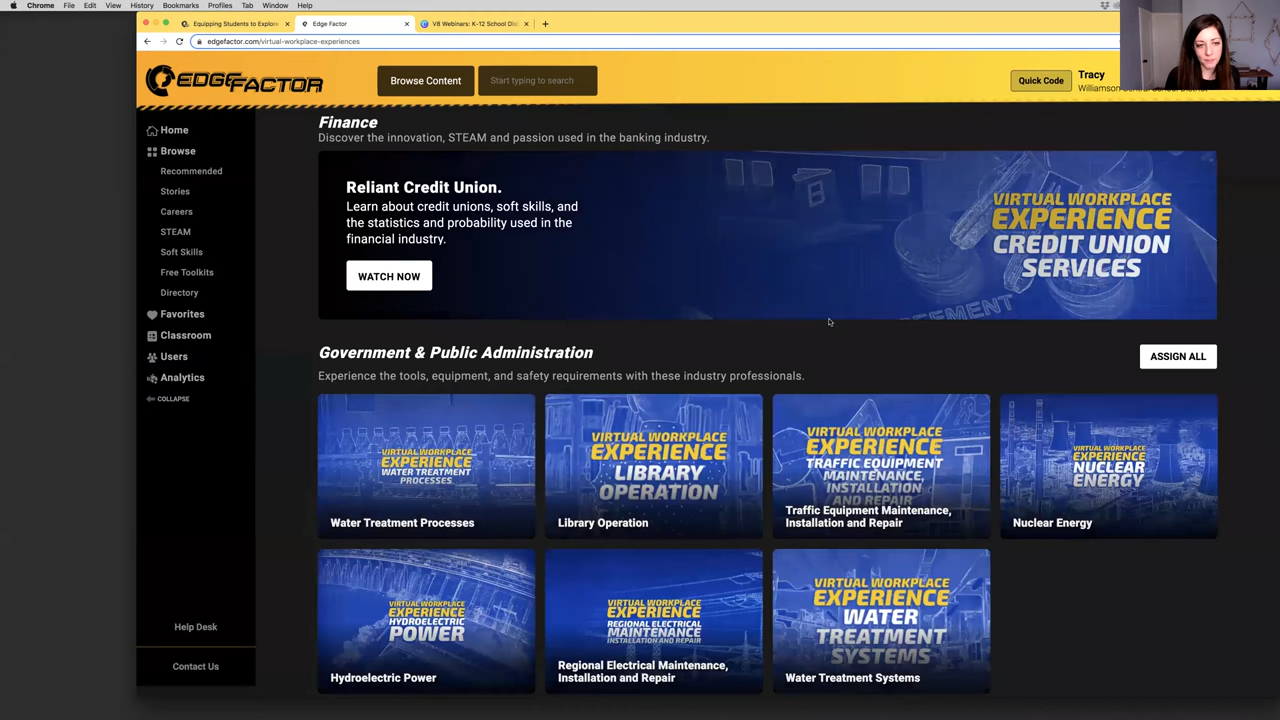 Chrome File Edit View History Bookmarks Profiles Tab Window Help
Equipping Students to Explore
Edge Factor
V8 Webinars: K-12 School Dis
edgefactor.com/virtual-workplace-experiences
EDGE FACTOR
Browse Content
Start typing to search
Quick Code
Tracy
Home
Browse
Recommended
Stories
Careers
STEAM
Soft Skills
Free Toolkits
Directory
Favorites
Classroom
Users
Analytics
COLLAPSE
Help Desk
Contact Us
Finance
Discover the innovation, STEAM and passion used in the banking industry.
Reliant Credit Union.
Learn about credit unions, soft skills, and
the statistics and probability used in the
financial industry.
WATCH NOW
VIRTUAL WORKPLACE
EXPERIENCE
CREDIT UNION
SERVICES
Government & Public Administration
ASSIGN ALL
Experience the tools, equipment, and safety requirements with these industry professionals.
VIRTUAL WORKPLACE
EXPERIENCE
WATER TREATMENT
PROCESSES
Water Treatment Processes
VIRTUAL WORKPLACE
EXPERIENCE
LIBRARY
OPERATION
Library Operation
VIRTUAL WORKPLACE
EXPERIENCE
TRAFFIC EQUIPMENT
MAINTENANCE,
INSTALLATION
AND REPAIR
Traffic Equipment Maintenance,
Installation and Repair
VIRTUAL WORKPLACE
EXPERIENCE
NUCLEAR
ENERGY
Nuclear Energy
VIRTUAL WORKPLACE
EXPERIENCE
HYDROELECTRIC
POWER
Hydroelectric Power
VIRTUAL WORKPLACE
EXPERIENCE
REGIONAL ELECTRICAL
MAINTENANCE
INSTALLATION AND REPAIR
Regional Electrical Maintenance,
Installation and Repair
VIRTUAL WORKPLACE
EXPERIENCE
WATER
TREATMENT
SYSTEMS
Water Treatment Systems